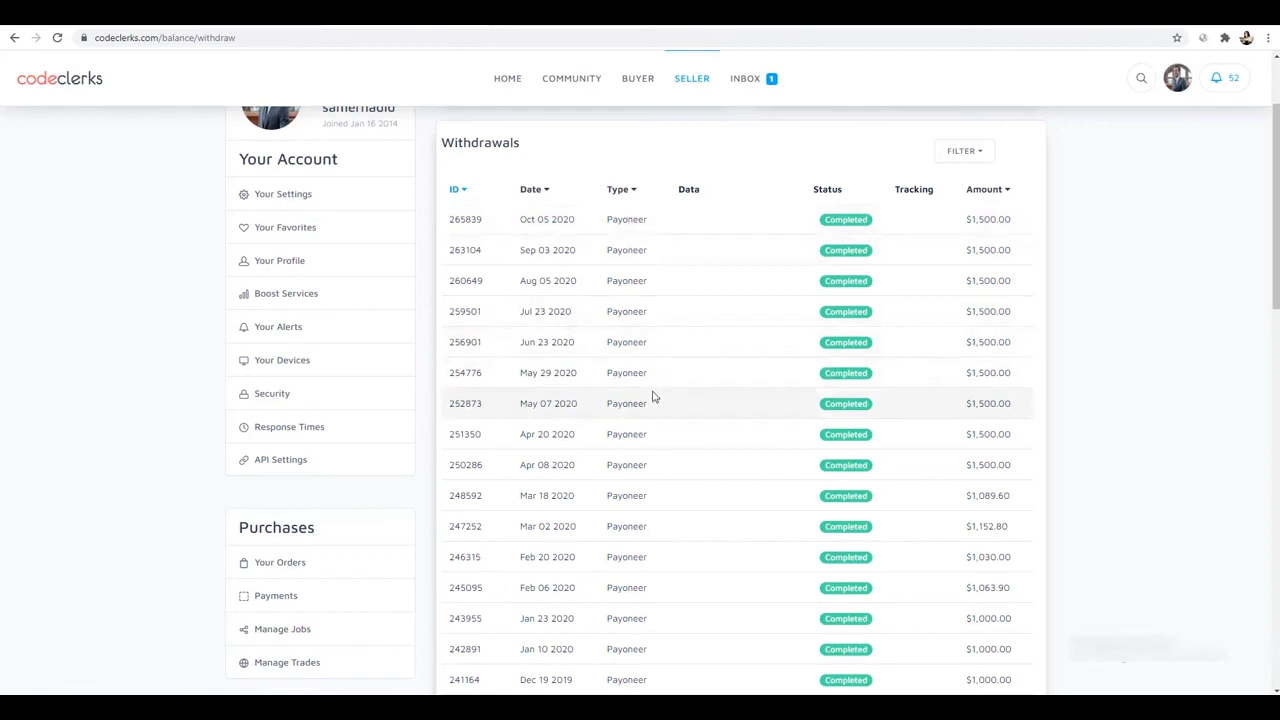 codeclerks.com/balance/withdraw
codeclerks
HOME COMMUNITY BUYER SELLER INBOX 1 52
samernadio
Joined Jan 16 2014
Your Account
Your Settings
Your Favorites
Your Profile
Boost Services
Your Alerts
Your Devices
Security
Response Times
API Settings
Purchases
Your Orders
Payments
Manage Jobs
Manage Trades
Withdrawals
FILTER
ID Date Type Data Status Tracking Amount
265839 Oct 05 2020 Payoneer Completed $1,500.00
263104 Sep 03 2020 Payoneer Completed $1,500.00
260649 Aug 05 2020 Payoneer Completed $1,500.00
259501 Jul 23 2020 Payoneer Completed $1,500.00
256901 Jun 23 2020 Payoneer Completed $1,500.00
254776 May 29 2020 Payoneer Completed $1,500.00
252873 May 07 2020 Payoneer Completed $1,500.00
251350 Apr 20 2020 Payoneer Completed $1,500.00
250286 Apr 08 2020 Payoneer Completed $1,500.00
248592 Mar 18 2020 Payoneer Completed $1,089.60
247252 Mar 02 2020 Payoneer Completed $1,152.80
246315 Feb 20 2020 Payoneer Completed $1,030.00
245095 Feb 06 2020 Payoneer Completed $1,063.90
243955 Jan 23 2020 Payoneer Completed $1,000.00
242891 Jan 10 2020 Payoneer Completed $1,000.00
241164 Dec 19 2019 Payoneer Completed $1,000.00